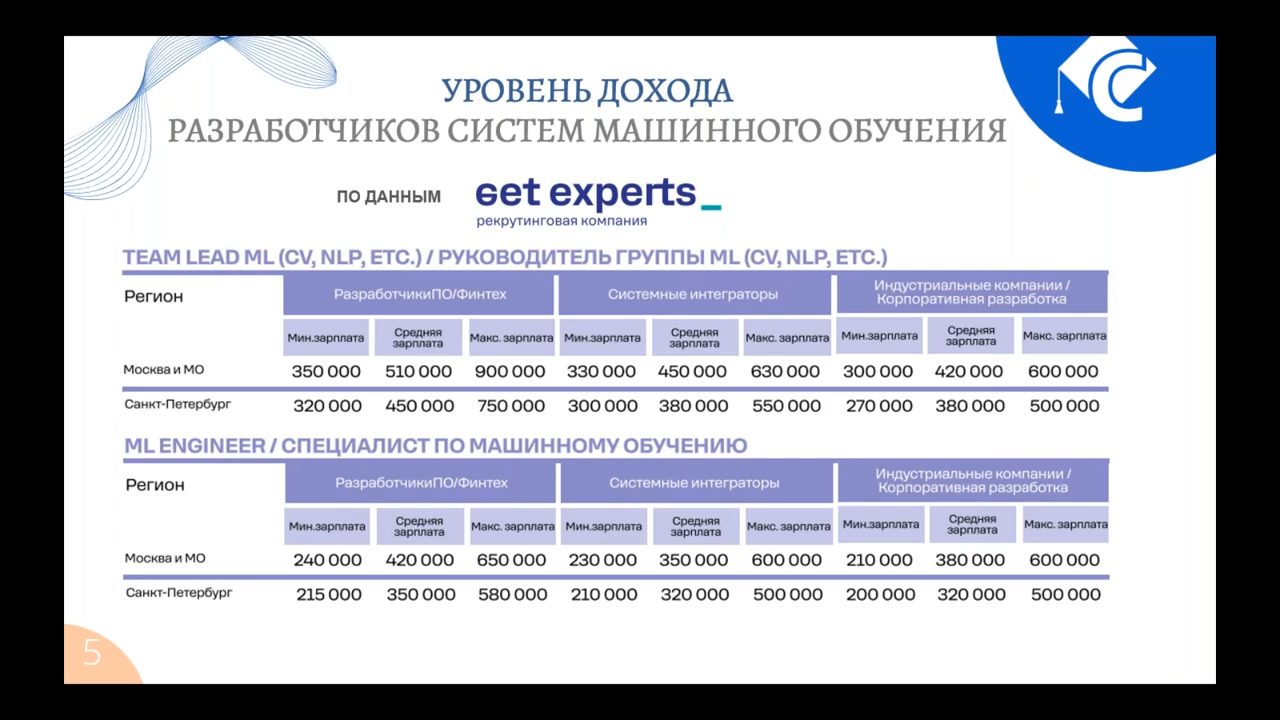 УРОВЕНЬ ДОХОДА
РАЗРАБОТЧИКОВ СИСТЕМ МАШИННОГО ОБУЧЕНИЯ
C
ПО ДАННЫМ
get experts_
рекрутинговая компания
TEAM LEAD ML (CV, NLP, ETC.) / РУКОВОДИТЕЛЬ ГРУППЫ ML (CV, NLP, ETC.)
Регион РазработчикиПО/Финтех Системные интеграторы Индустриальные компании / Корпоративная разработка
Мин.зарплата Средняя зарплата Макс. зарплата Мин.зарплата Средняя зарплата Макс. зарплата Мин.зарплата Средняя зарплата Макс. зарплата
Москва и МО 350 000 510 000 900 000 330 000 450 000 630 000 300 000 420 000 600 000
Санкт-Петербург 320 000 450 000 750 000 300 000 380 000 550 000 270 000 380 000 500 000
ML ENGINEER / СПЕЦИАЛИСТ ПО МАШИННОМУ ОБУЧЕНИЮ
Регион РазработчикиПО/Финтех Системные интеграторы Индустриальные компании / Корпоративная разработка
Мин.зарплата Средняя зарплата Макс. зарплата Мин.зарплата Средняя зарплата Макс. зарплата Мин.зарплата Средняя зарплата Макс. зарплата
Москва и МО 240 000 420 000 650 000 230 000 350 000 600 000 210 000 380 000 600 000
Санкт-Петербург 215 000 350 000 580 000 210 000 320 000 500 000 200 000 320 000 500 000
5